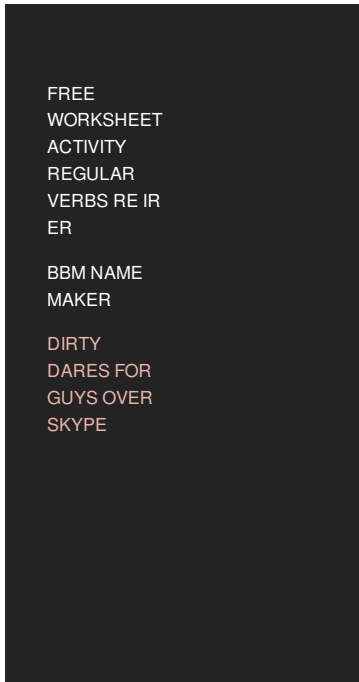 FREE
WORKSHEET
ACTIVITY
REGULAR
VERBS RE IR
ER
BBM NAME
MAKER
DIRTY
DARES FOR
GUYS OVER
SKYPE